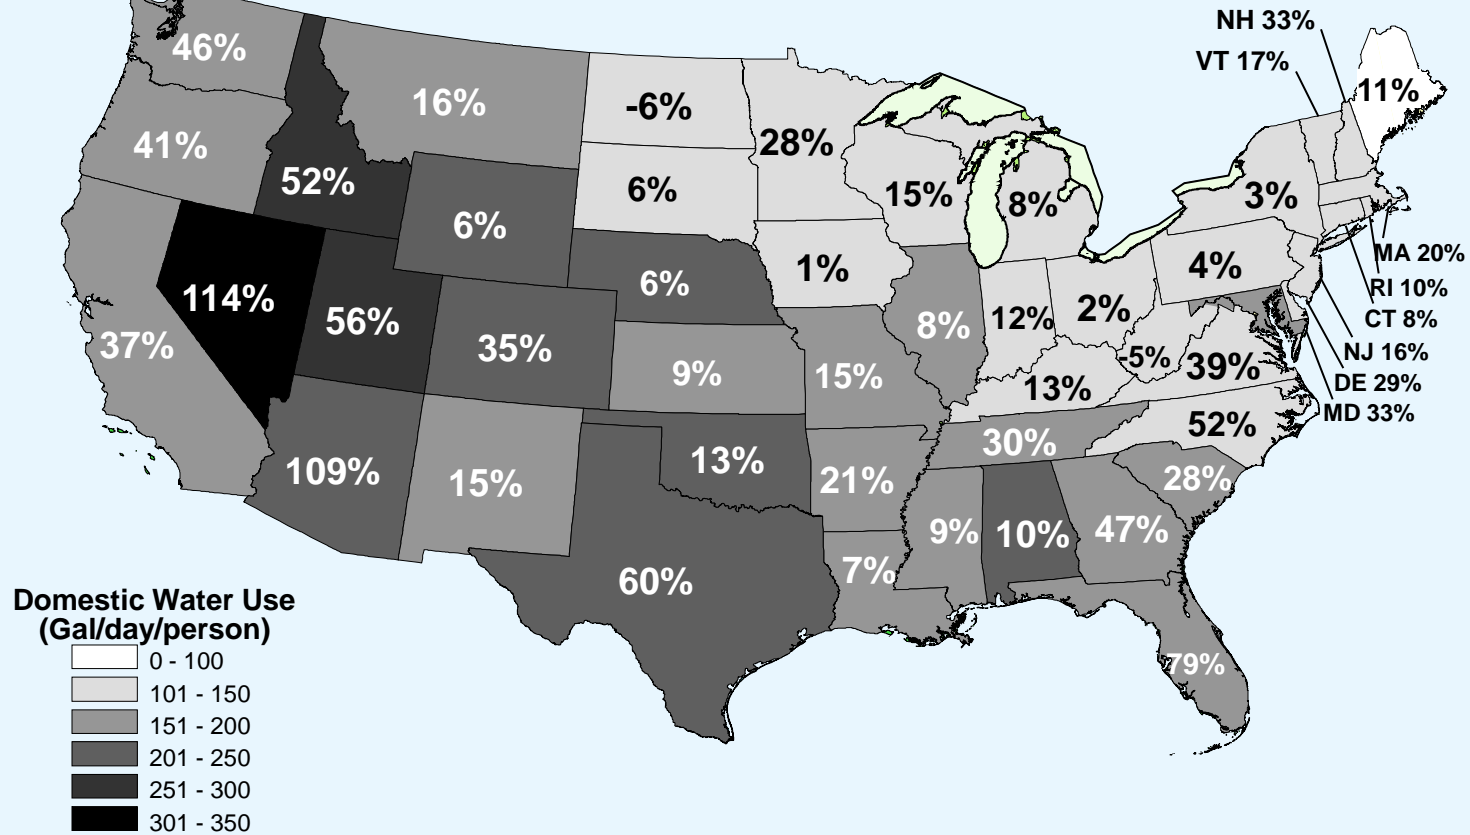 NH 33%
VT 17%
46%
11%
16%
-6%
28%
41%
52%
6%
15%
8%
3%
6%
1%
4%
MA 20%
6%
RI 10%
114%
56%
12%
2%
CT 8%
37%
35%
8%
-5%
NJ 16%
9%
15%
13%
39%
DE 29%
MD 33%
52%
30%
109%
15%
13%
21%
28%
9%
10%
47%
7%
60%
79%
Domestic Water Use
(Gal/day/person)
0 - 100
101 - 150
151 - 200
201 - 250
251 - 300
301 - 350